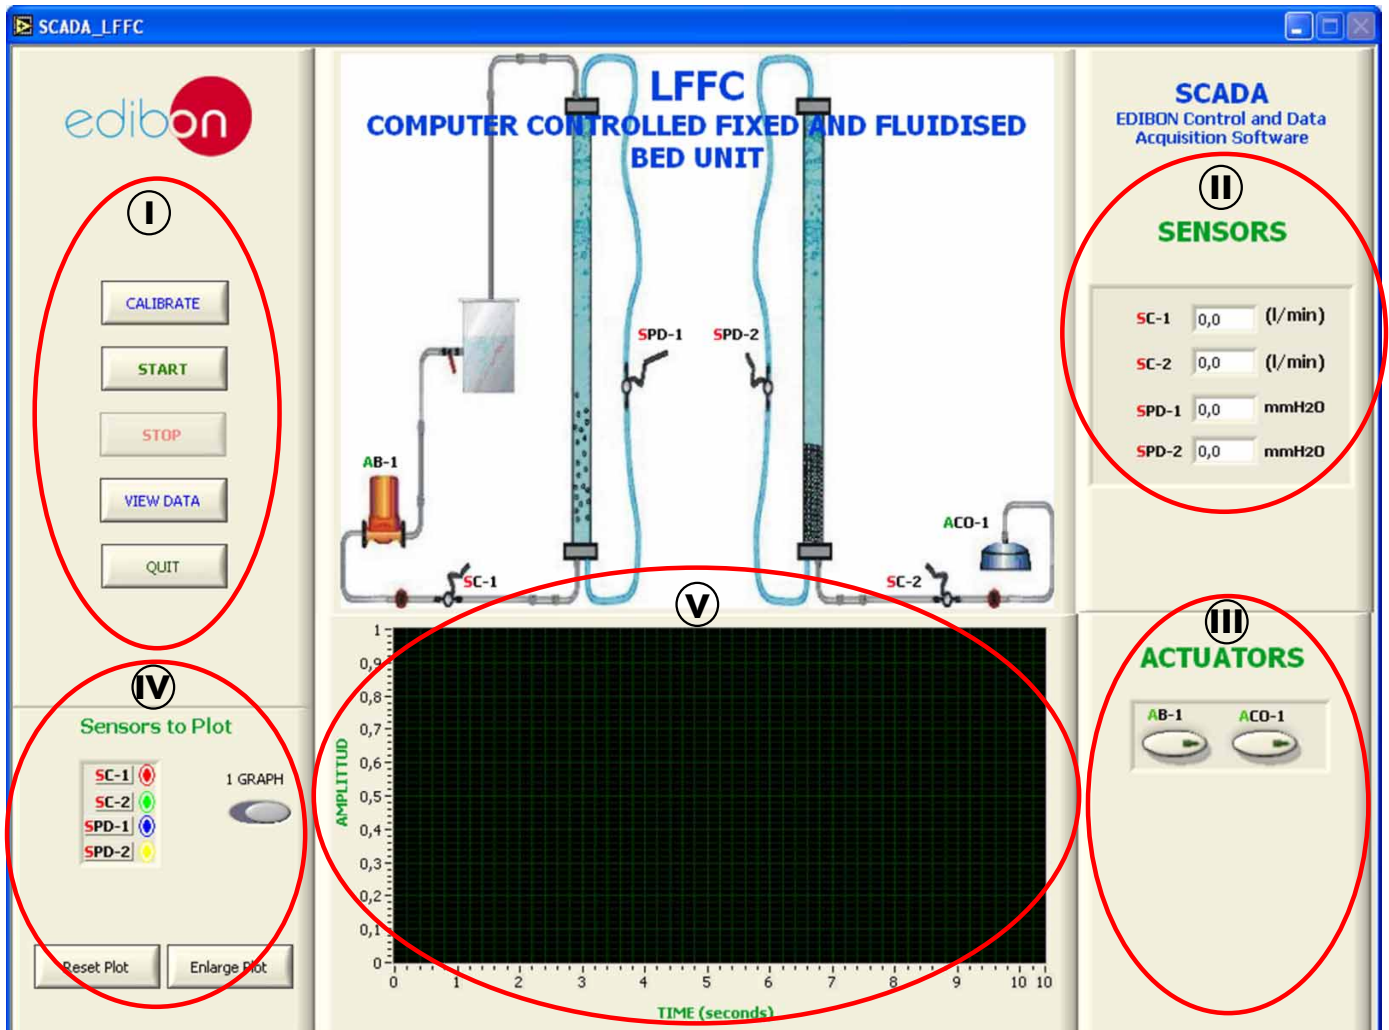 SCADA_LFFC
edibon
I
CALIBRATE
START
STOP
VIEW DATA
QUIT
LFFC
COMPUTER CONTROLLED FIXED AND FLUIDISED
BED UNIT
SPD-1
SPD-2
AB-1
ACO-1
SC-1
SC-2
SCADA
EDIBON Control and Data
Acquisition Software
II
SENSORS
SC-1 0,0 (l/min)
SC-2 0,0 (l/min)
SPD-1 0,0 mmH2O
SPD-2 0,0 mmH2O
IV
Sensors to Plot
SC-1
SC-2
SPD-1
SPD-2
1 GRAPH
Reset Plot
Enlarge Plot
V
AMPLITTUD
1
0,9
0,8
0,7
0,6
0,5
0,4
0,3
0,2
0,1
0
0 1 2 3 4 5 6 7 8 9 10 10
TIME (seconds)
III
ACTUATORS
AB-1 ACO-1